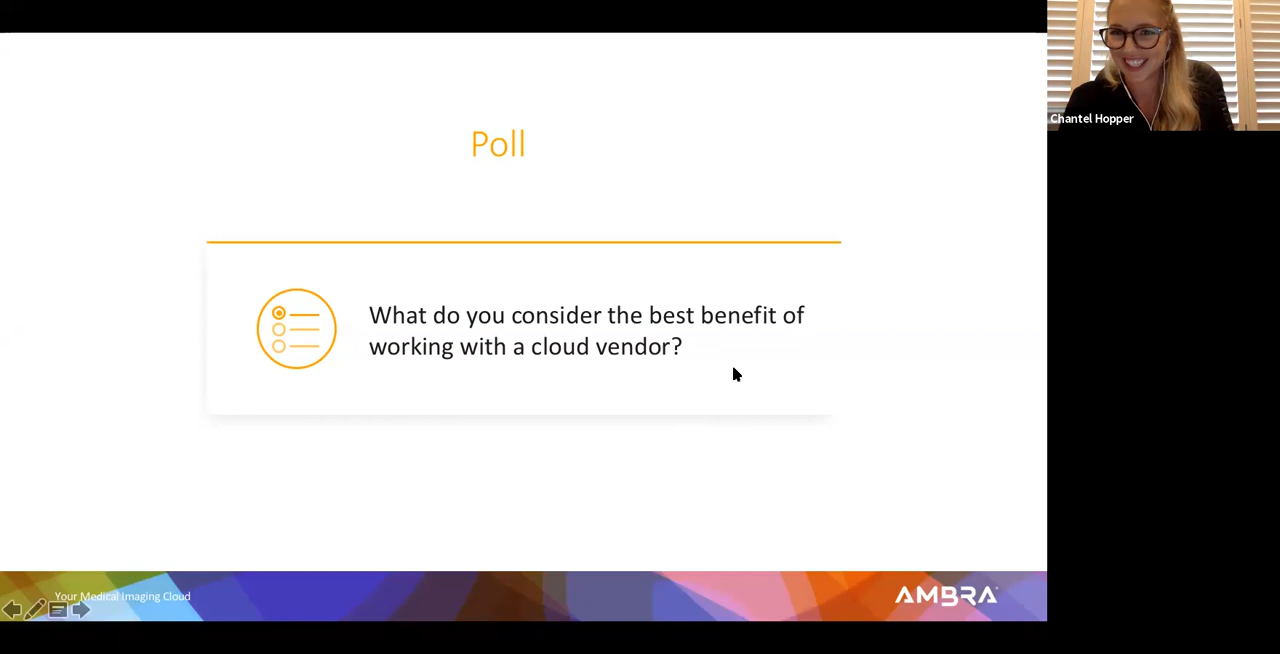 Poll
What do you consider the best benefit of
working with a cloud vendor?
Your Medical Imaging Cloud
AMBRA
Chantel Hopper